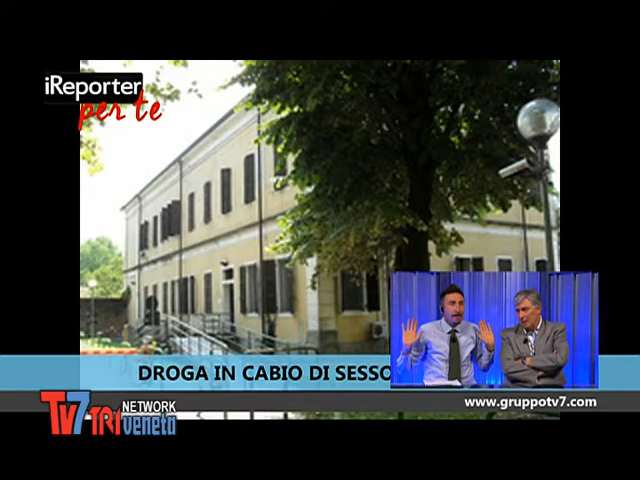 iReporter
per te
DROGA IN CABIO DI SESSO
www.gruppotv7.com
TV7 TRIVENETA NETWORK